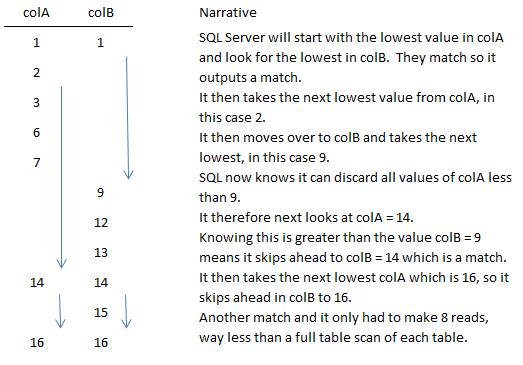 colA colB Narrative
1 1 SQL Server will start with the lowest value in colA
and look for the lowest in colB. They match so it
2 outputs a match.
3 It then takes the next lowest value from colA, in
this case 2.
6 It then moves over to colB and takes the next
7 lowest, in this case 9.
SQL now knows it can discard all values of colA less
9 than 9.
12 It therefore next looks at colA = 14.
Knowing this is greater than the value colB = 9
13 means it skips ahead to colB = 14 which is a match.
14 14 It then takes the next lowest colA which is 16, so it
skips ahead in colB to 16.
15 Another match and it only had to make 8 reads,
16 16 way less than a full table scan of each table.